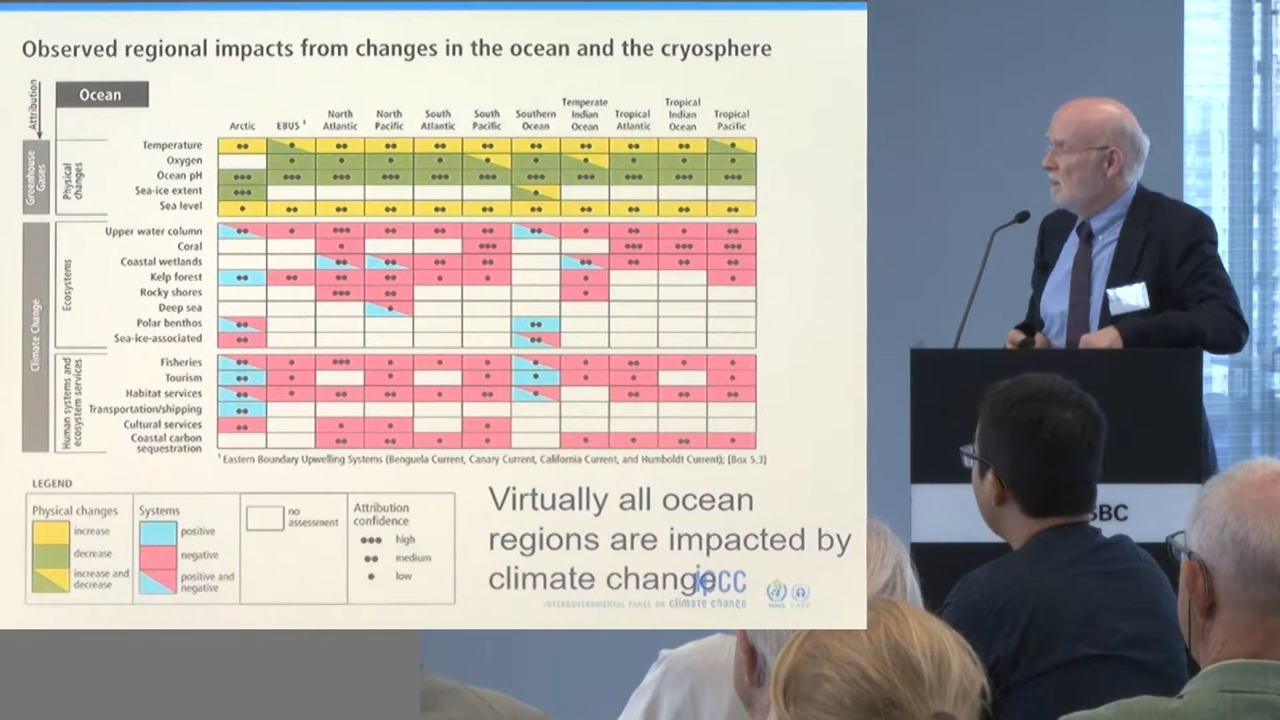 Observed regional impacts from changes in the ocean and the cryosphere
Attribution
Ocean
Arctic
EBUS ¹
North Atlantic
North Pacific
South Atlantic
South Pacific
Southern Ocean
Temperate Indian Ocean
Tropical Atlantic
Tropical Indian Ocean
Tropical Pacific
Greenhouse Gases
Physical changes
Temperature
Oxygen
Ocean pH
Sea-ice extent
Sea level
Climate Change
Ecosystems
Upper water column
Coral
Coastal wetlands
Kelp forest
Rocky shores
Deep sea
Polar benthos
Sea-ice-associated
Human systems and ecosystem services
Fisheries
Tourism
Habitat services
Transportation/shipping
Cultural services
Coastal carbon
sequestration
¹ Eastern Boundary Upwelling Systems (Benguela Current, Canary Current, California Current, and Humboldt Current); {Box 5.3}
LEGEND
Physical changes
increase
decrease
increase and
decrease
Systems
positive
negative
positive and
negative
no
assessment
Attribution
confidence
high
medium
low
Virtually all ocean
regions are impacted by
climate change
ipcc
INTERGOVERNMENTAL PANEL ON climate change
SBC